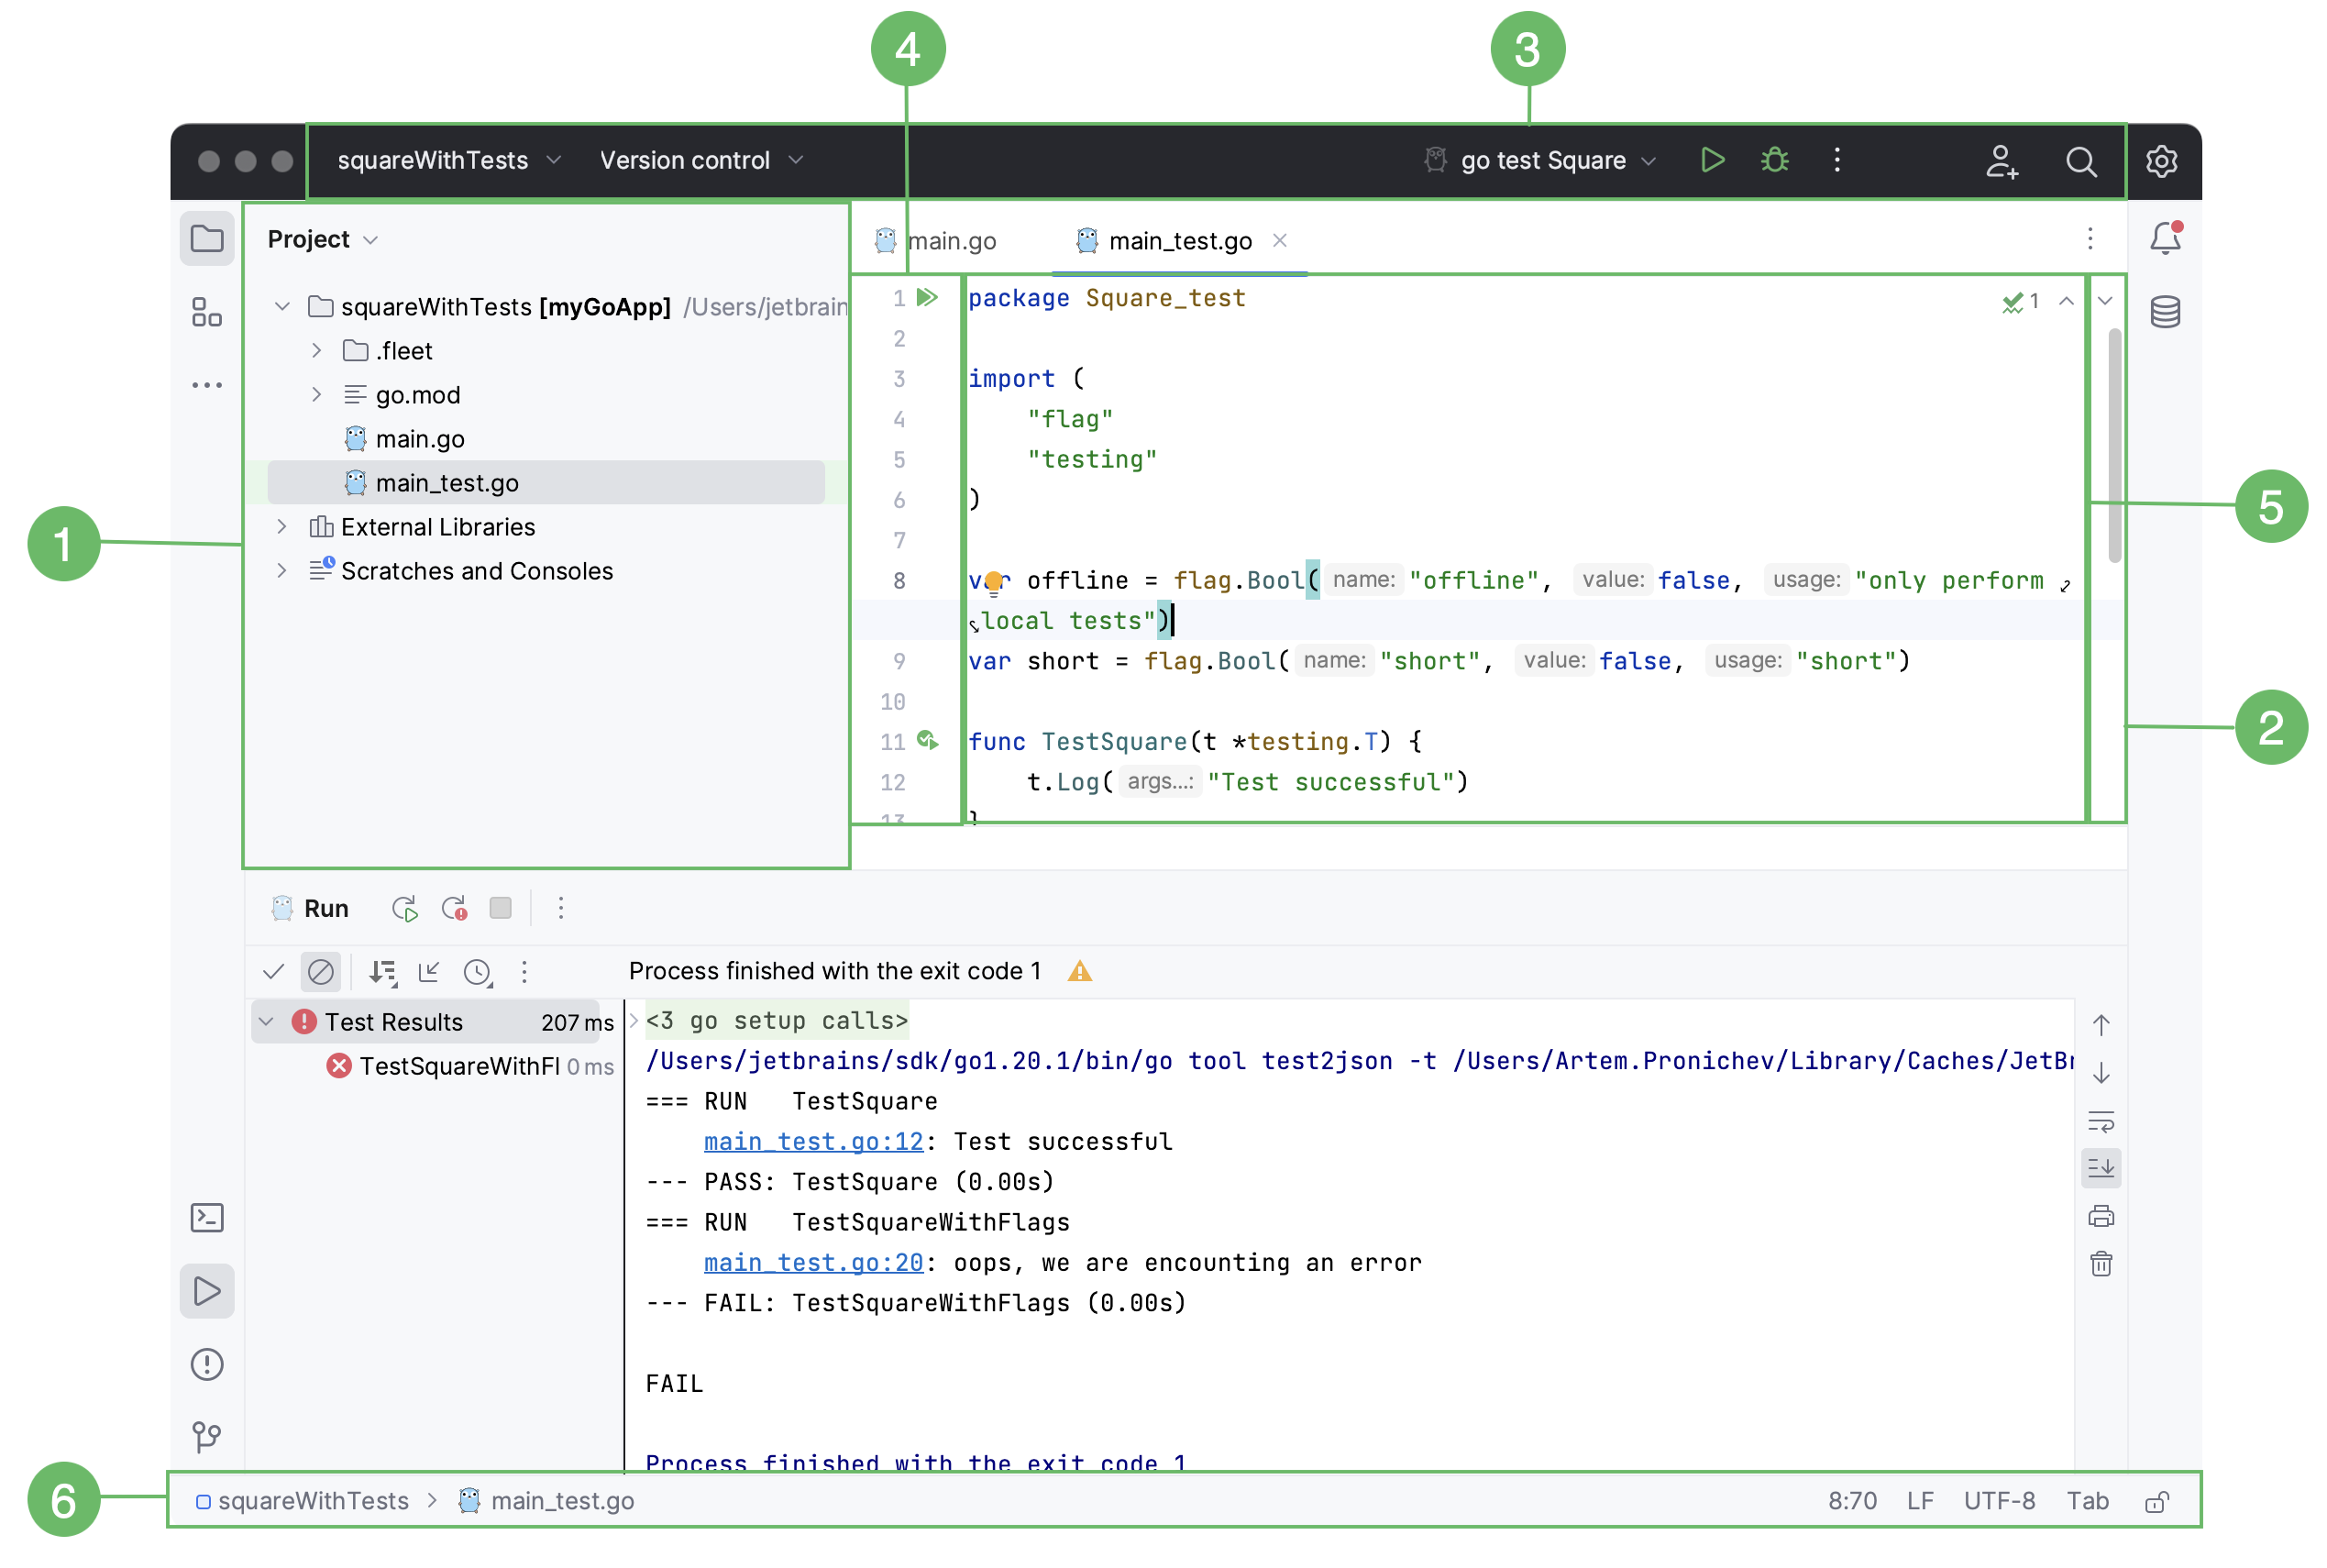 4
3
squareWithTests Version control go test Square
Project
main.go main_test.go
squareWithTests [myGoApp] /Users/jetbrain
.fleet
go.mod
main.go
main_test.go
External Libraries
Scratches and Consoles
1
1 package Square_test 1
2
3 import (
4 "flag"
5 "testing"
6 )
7
8 var offline = flag.Bool( name: "offline", value: false, usage: "only perform
local tests")
9 var short = flag.Bool( name: "short", value: false, usage: "short")
10
11 func TestSquare(t *testing.T) {
12 t.Log( args...: "Test successful")
13 }
5
2
Run
Process finished with the exit code 1
Test Results 207 ms
TestSquareWithFl 0 ms
<3 go setup calls>
/Users/jetbrains/sdk/go1.20.1/bin/go tool test2json -t /Users/Artem.Pronichev/Library/Caches/JetBr
=== RUN TestSquare
main_test.go:12: Test successful
--- PASS: TestSquare (0.00s)
=== RUN TestSquareWithFlags
main_test.go:20: oops, we are encounting an error
--- FAIL: TestSquareWithFlags (0.00s)
FAIL
Process finished with the exit code 1
6
squareWithTests main_test.go 8:70 LF UTF-8 Tab